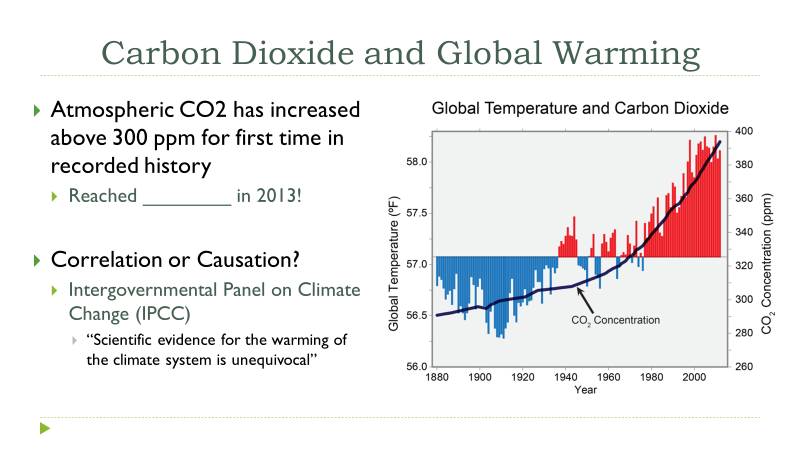 Carbon Dioxide and Global Warming
Atmospheric CO2 has increased
above 300 ppm for first time in
recorded history
Reached _________ in 2013!
Correlation or Causation?
Intergovernmental Panel on Climate
Change (IPCC)
“Scientific evidence for the warming of
the climate system is unequivocal”
Global Temperature and Carbon Dioxide
Global Temperature (ºF)
58.0
57.5
57.0
56.5
56.0
400
380
360
340
320
300
280
260
CO2 Concentration (ppm)
CO2 Concentration
1880 1900 1920 1940 1960 1980 2000
Year